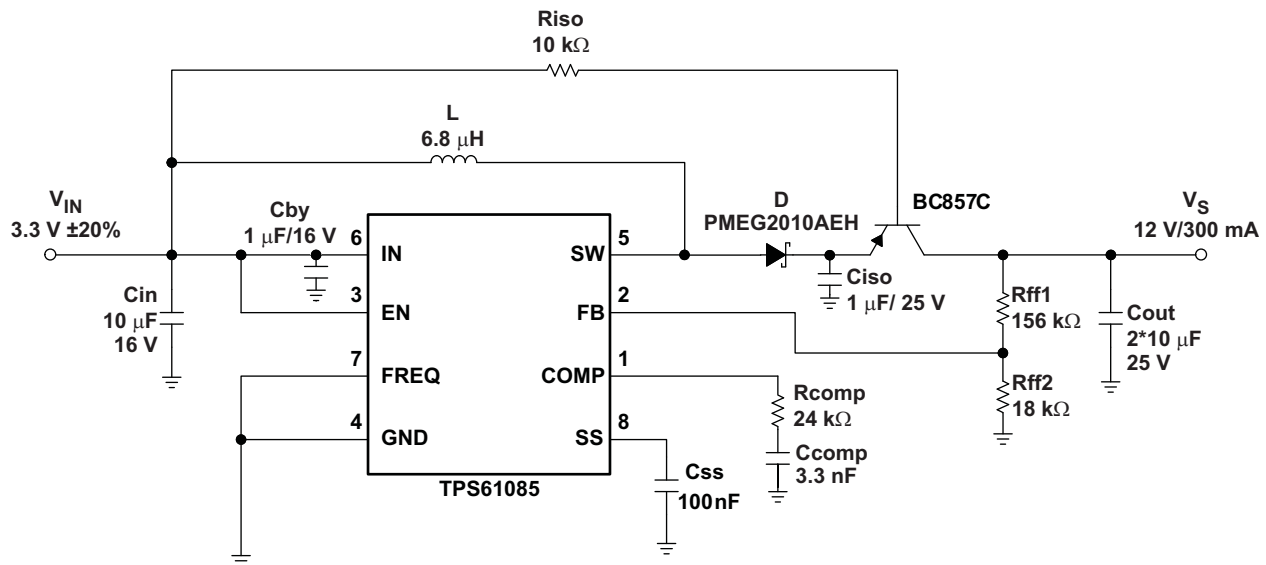 Riso
10 kΩ
L
6.8 μH
VIN
3.3 V ±20%
Cby
1 μF/16 V
D
PMEG2010AEH
BC857C
VS
12 V/300 mA
6
IN
SW
5
3
EN
FB
2
7
FREQ
COMP
1
4
GND
SS
8
TPS61085
Cin
10 μF
16 V
Ciso
1 μF/ 25 V
Rff1
156 kΩ
Cout
2*10 μF
25 V
Rff2
18 kΩ
Rcomp
24 kΩ
Ccomp
3.3 nF
Css
100nF